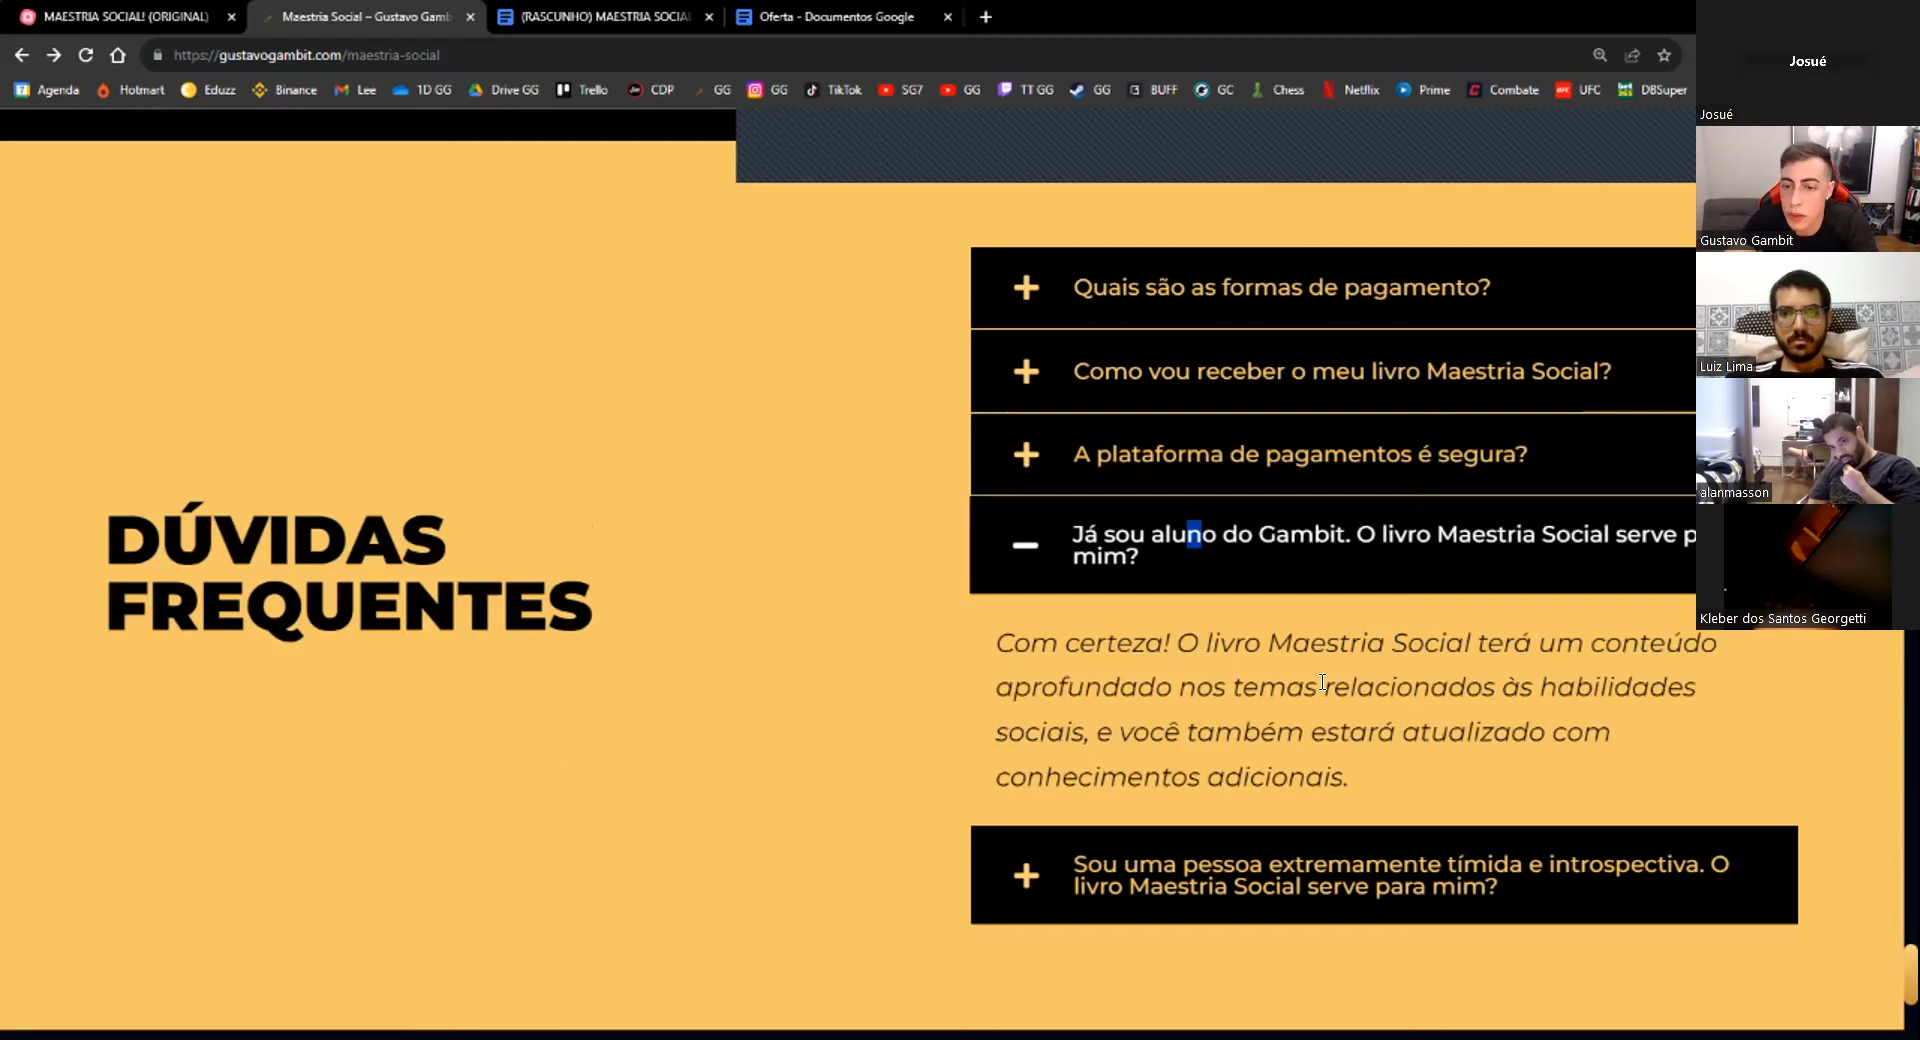 MAESTRIA SOCIAL! (ORIGINAL)
Maestria Social – Gustavo Gamb
(RASCUNHO) MAESTRIA SOCIA
Oferta - Documentos Google
https://gustavogambit.com/maestria-social
Agenda
Hotmart
Eduzz
Binance
Lee
1D GG
Drive GG
Trello
CDP
GG
GG
TikTok
SG7
GG
TT GG
GG
BUFF
GC
Chess
Netflix
Prime
Combate
UFC
DBSuper
Josué
Josué
Gustavo Gambit
Luiz Lima
alanmasson
Kleber dos Santos Georgetti
DÚVIDAS
FREQUENTES
Quais são as formas de pagamento?
Como vou receber o meu livro Maestria Social?
A plataforma de pagamentos é segura?
Já sou aluno do Gambit. O livro Maestria Social serve p
mim?
Com certeza! O livro Maestria Social terá um conteúdo
aprofundado nos temas relacionados às habilidades
sociais, e você também estará atualizado com
conhecimentos adicionais.
Sou uma pessoa extremamente tímida e introspectiva. O
livro Maestria Social serve para mim?